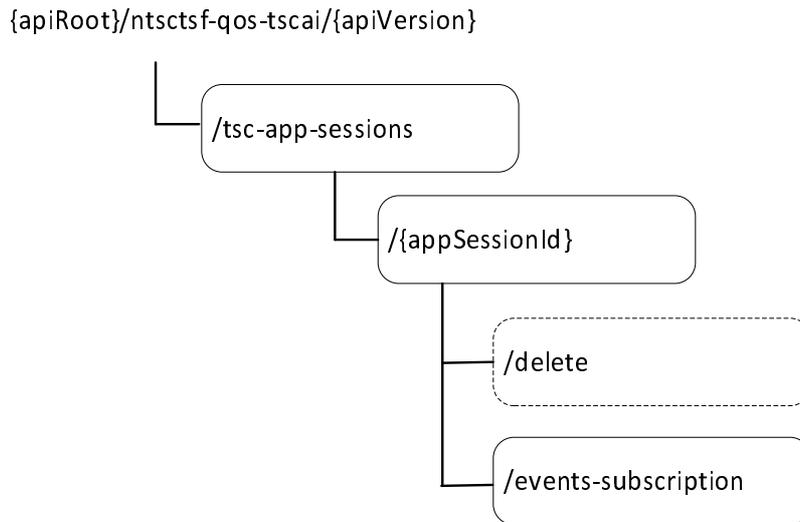 {apiRoot}/ntsctsf-qos-tscai/{apiVersion}
/tsc-app-sessions
/{appSessionId}
/delete
/events-subscription